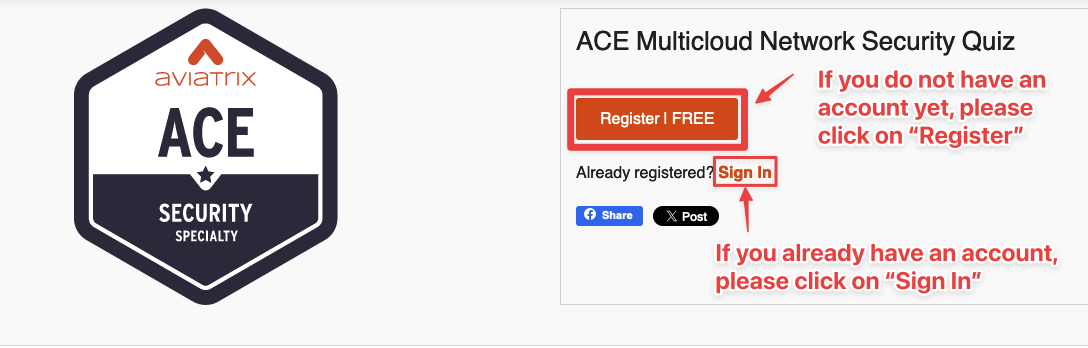 aviatrix
ACE
SECURITY
SPECIALTY
ACE Multicloud Network Security Quiz
Register | FREE
If you do not have an
account yet, please
click on “Register”
Already registered? Sign In
Share
Post
If you already have an account,
please click on “Sign In”